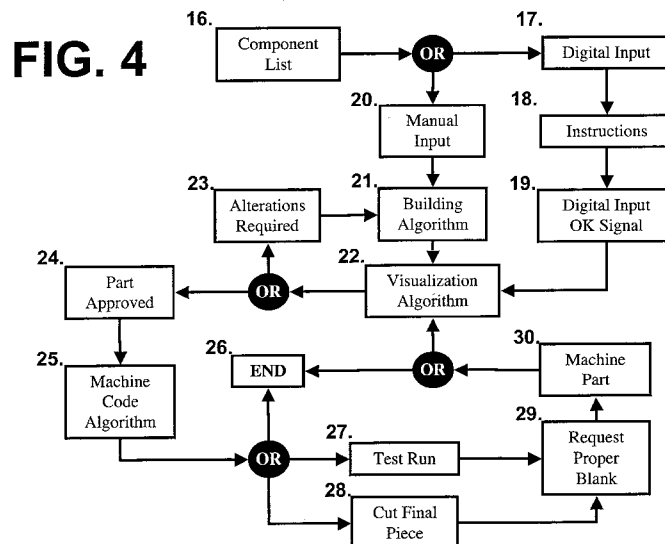 FIG. 4
16.
Component
List
OR
17.
Digital Input
18.
Instructions
19.
Digital Input
OK Signal
20.
Manual
Input
21.
Building
Algorithm
22.
Visualization
Algorithm
23.
Alterations
Required
OR
24.
Part
Approved
25.
Machine
Code
Algorithm
26.
END
OR
OR
27.
Test Run
28.
Cut Final
Piece
29.
Request
Proper
Blank
30.
Machine
Part